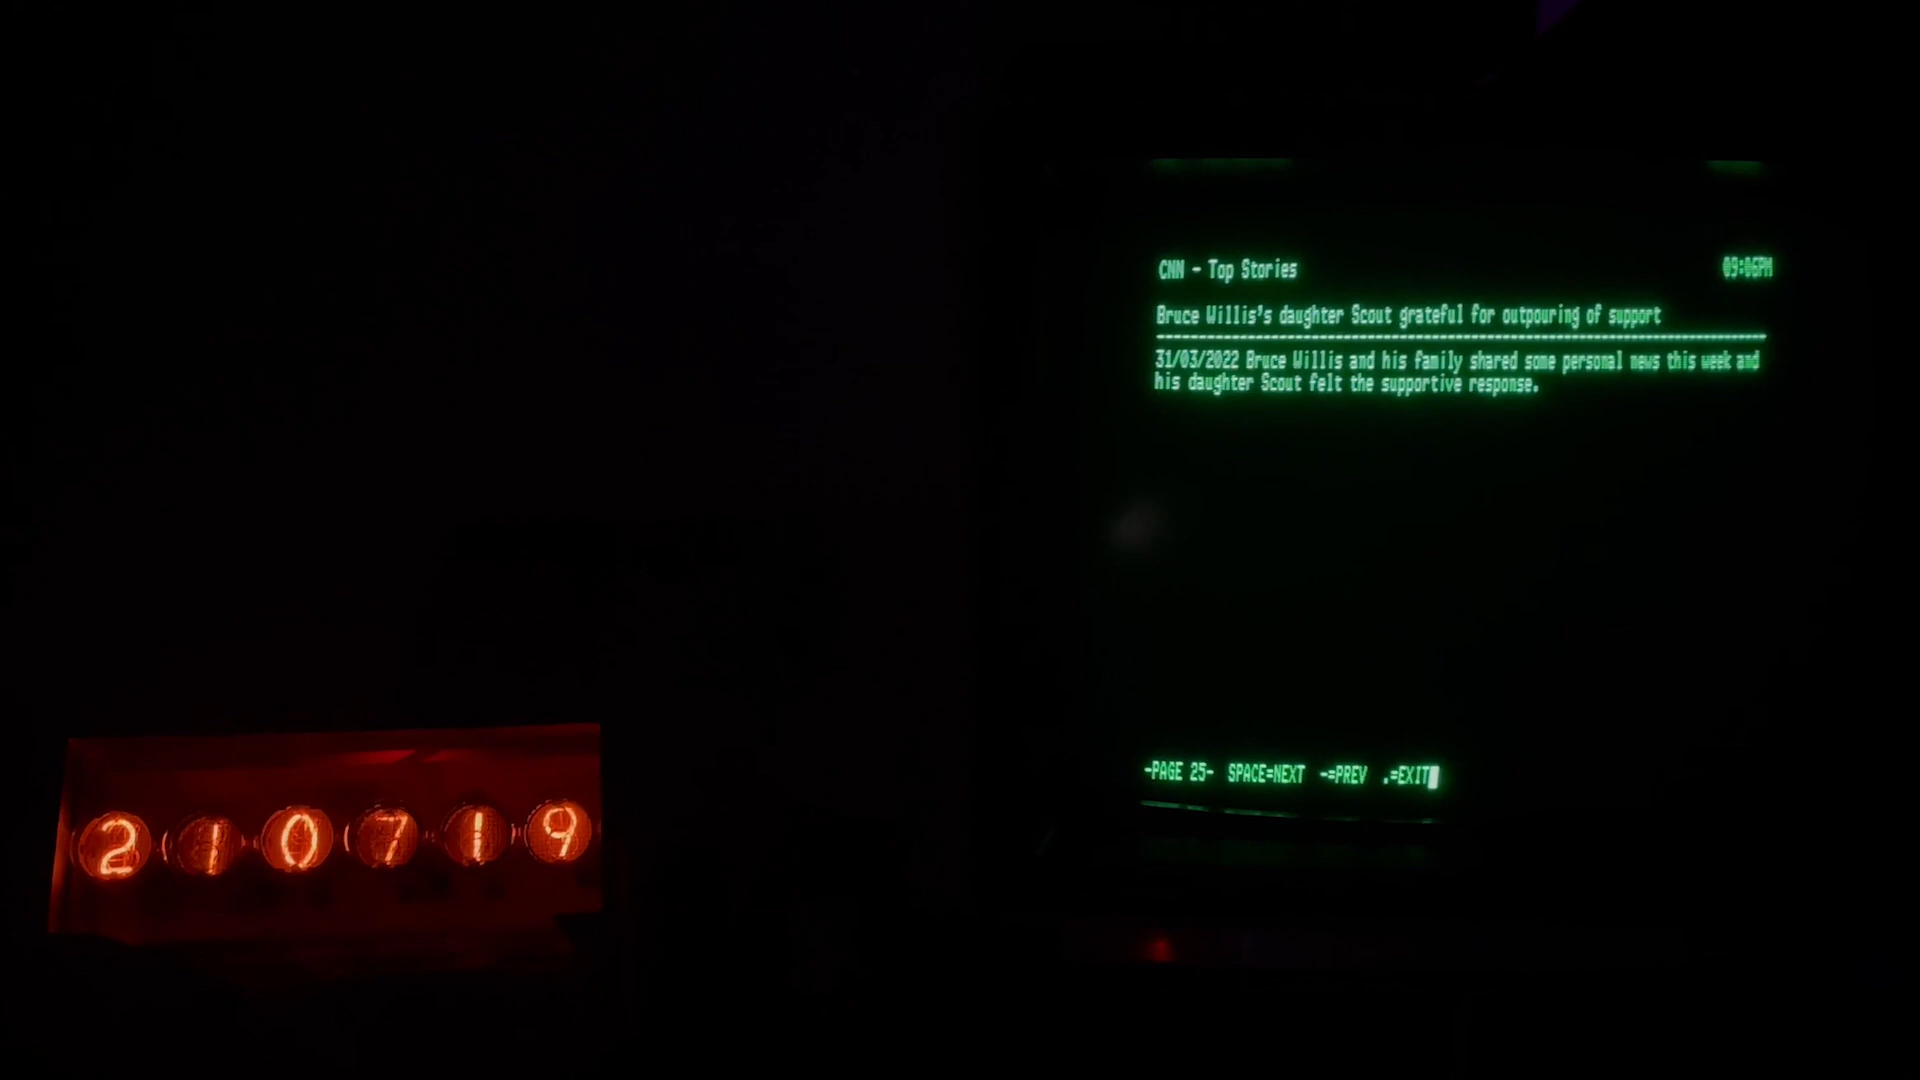 CNN - Top Stories 09:06PM
Bruce Willis's daughter Scout grateful for outpouring of support
31/03/2022 Bruce Willis and his family shared some personal news this week and
his daughter Scout felt the supportive response.
-PAGE 25- SPACE=NEXT -=PREV .=EXIT
210719